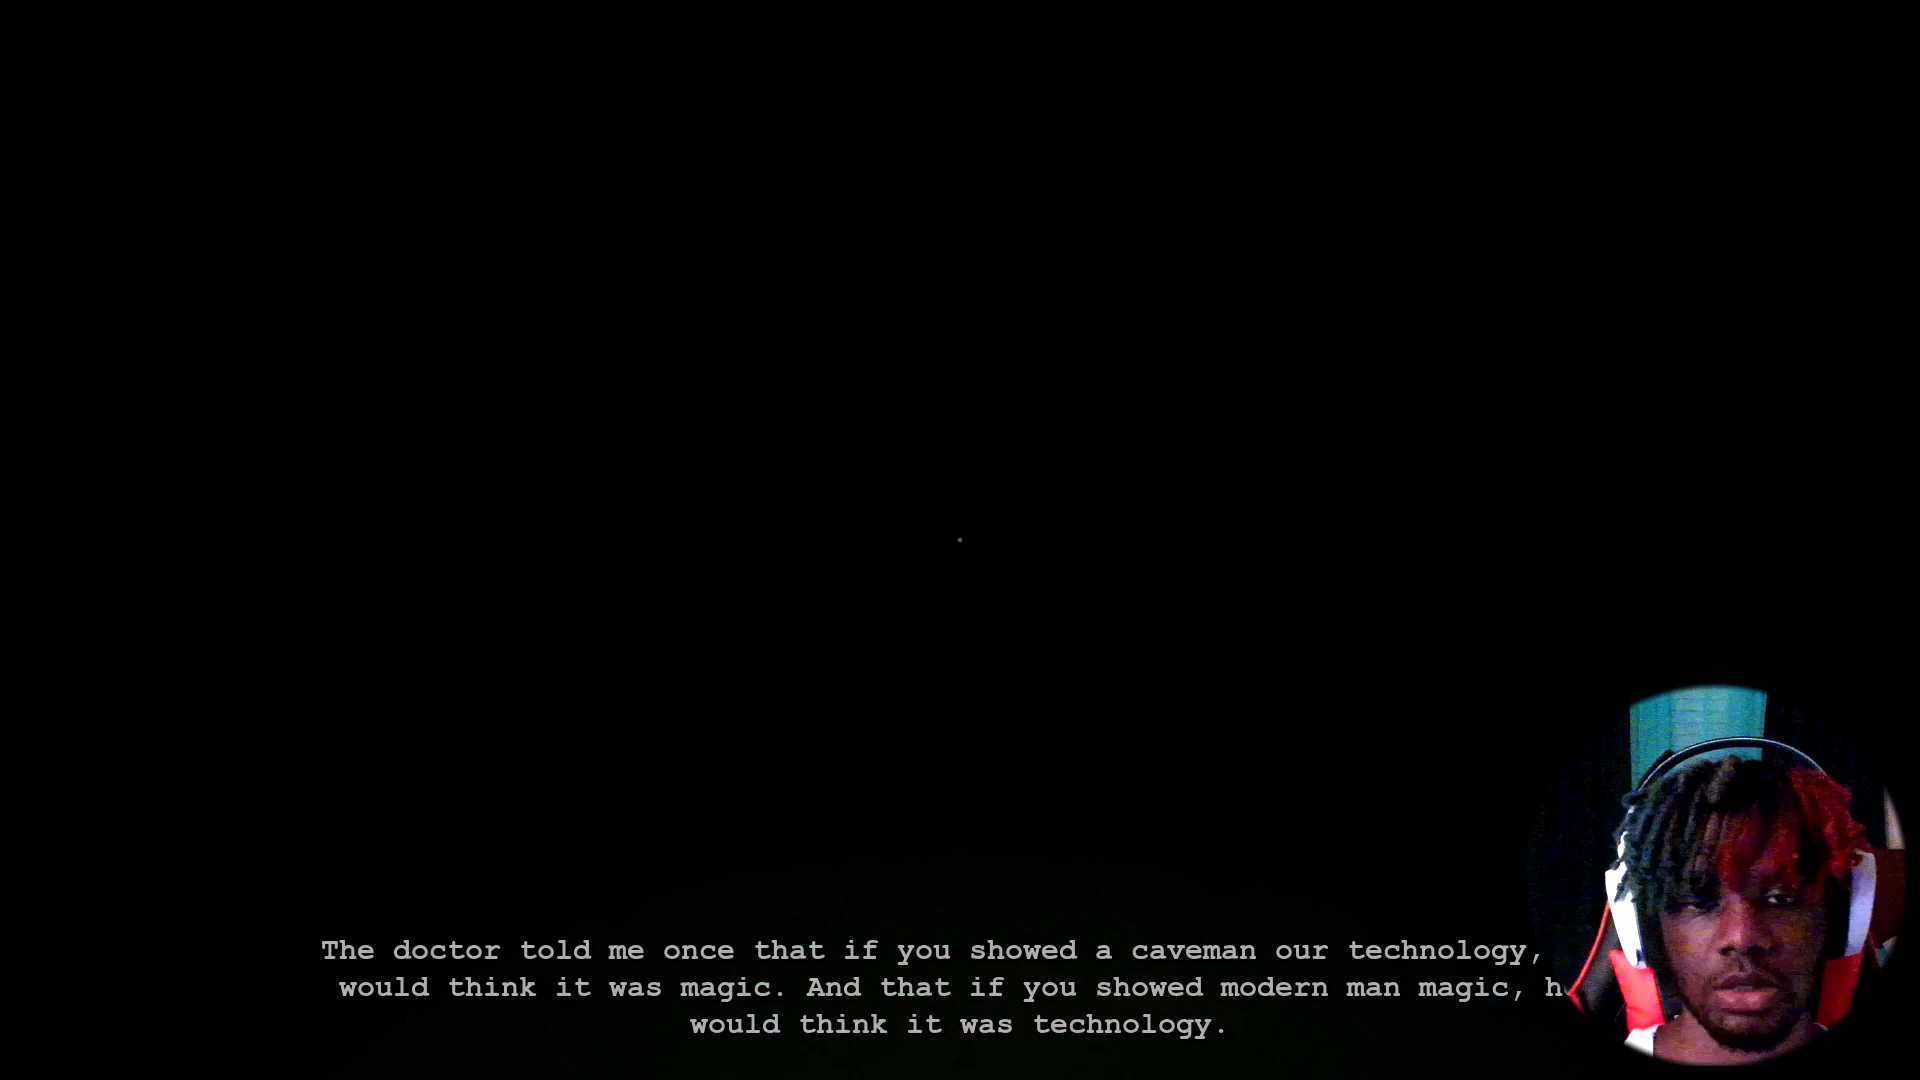 The doctor told me once that if you showed a caveman our technology,
would think it was magic. And that if you showed modern man magic, h
would think it was technology.